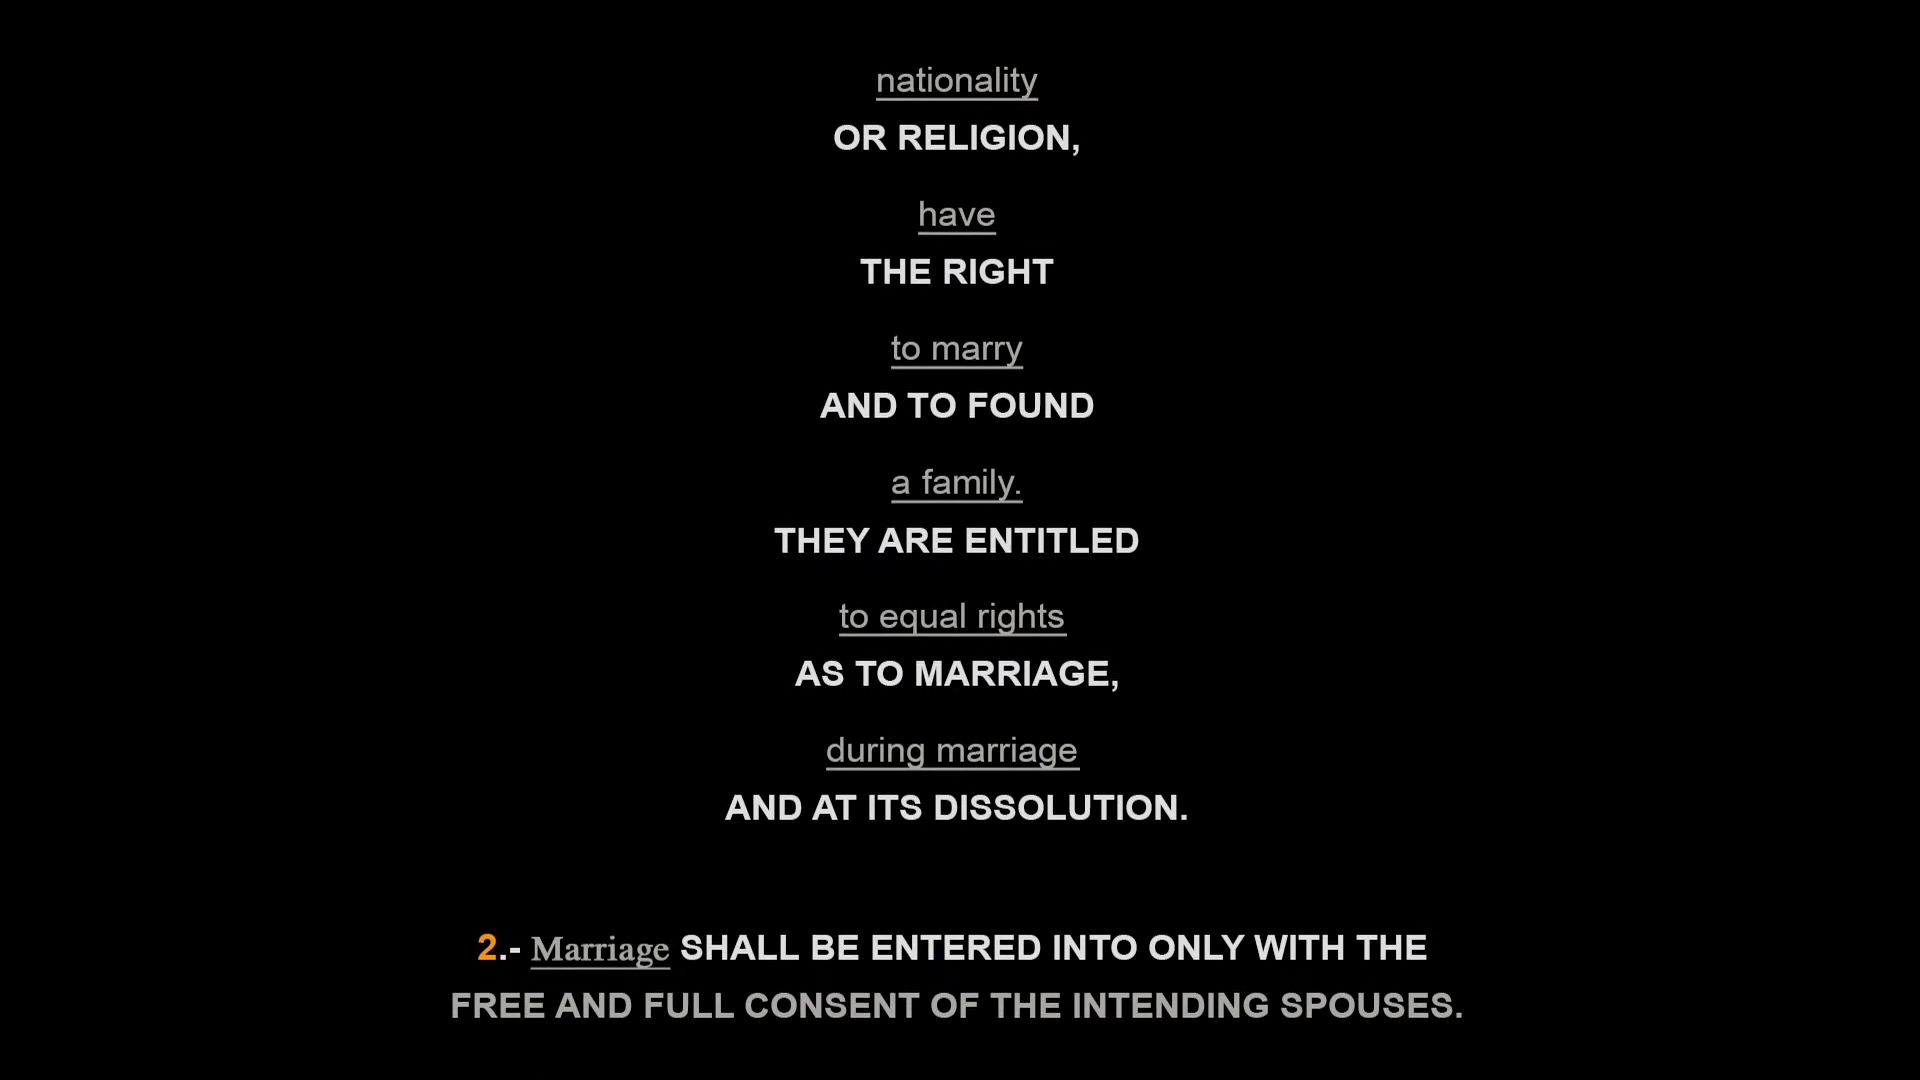 nationality
OR RELIGION,
have
THE RIGHT
to marry
AND TO FOUND
a family.
THEY ARE ENTITLED
to equal rights
AS TO MARRIAGE,
during marriage
AND AT ITS DISSOLUTION.
2.- Marriage SHALL BE ENTERED INTO ONLY WITH THE
FREE AND FULL CONSENT OF THE INTENDING SPOUSES.